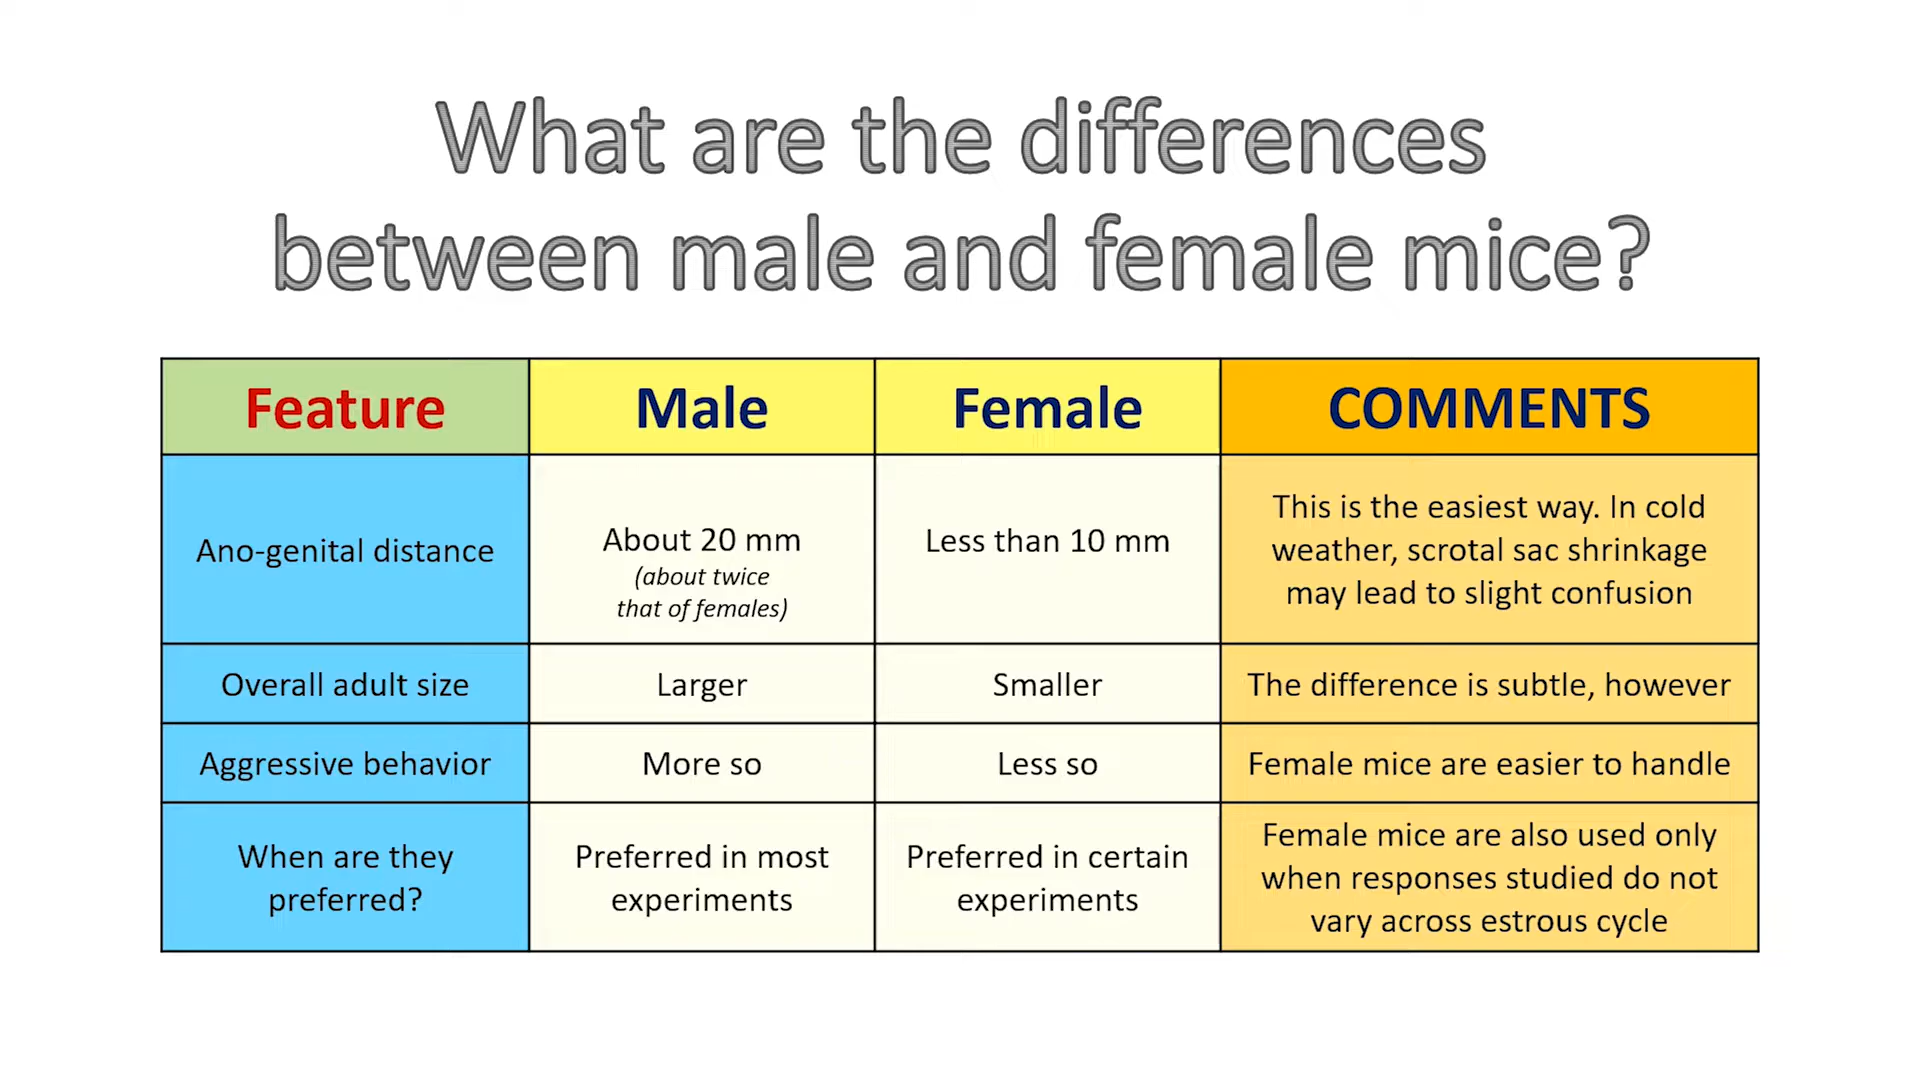 What are the differences
between male and female mice?
Feature
Male
Female
COMMENTS
Ano-genital distance
About 20 mm
(about twice
that of females)
Less than 10 mm
This is the easiest way. In cold
weather, scrotal sac shrinkage
may lead to slight confusion
Overall adult size
Larger
Smaller
The difference is subtle, however
Aggressive behavior
More so
Less so
Female mice are easier to handle
When are they
preferred?
Preferred in most
experiments
Preferred in certain
experiments
Female mice are also used only
when responses studied do not
vary across estrous cycle